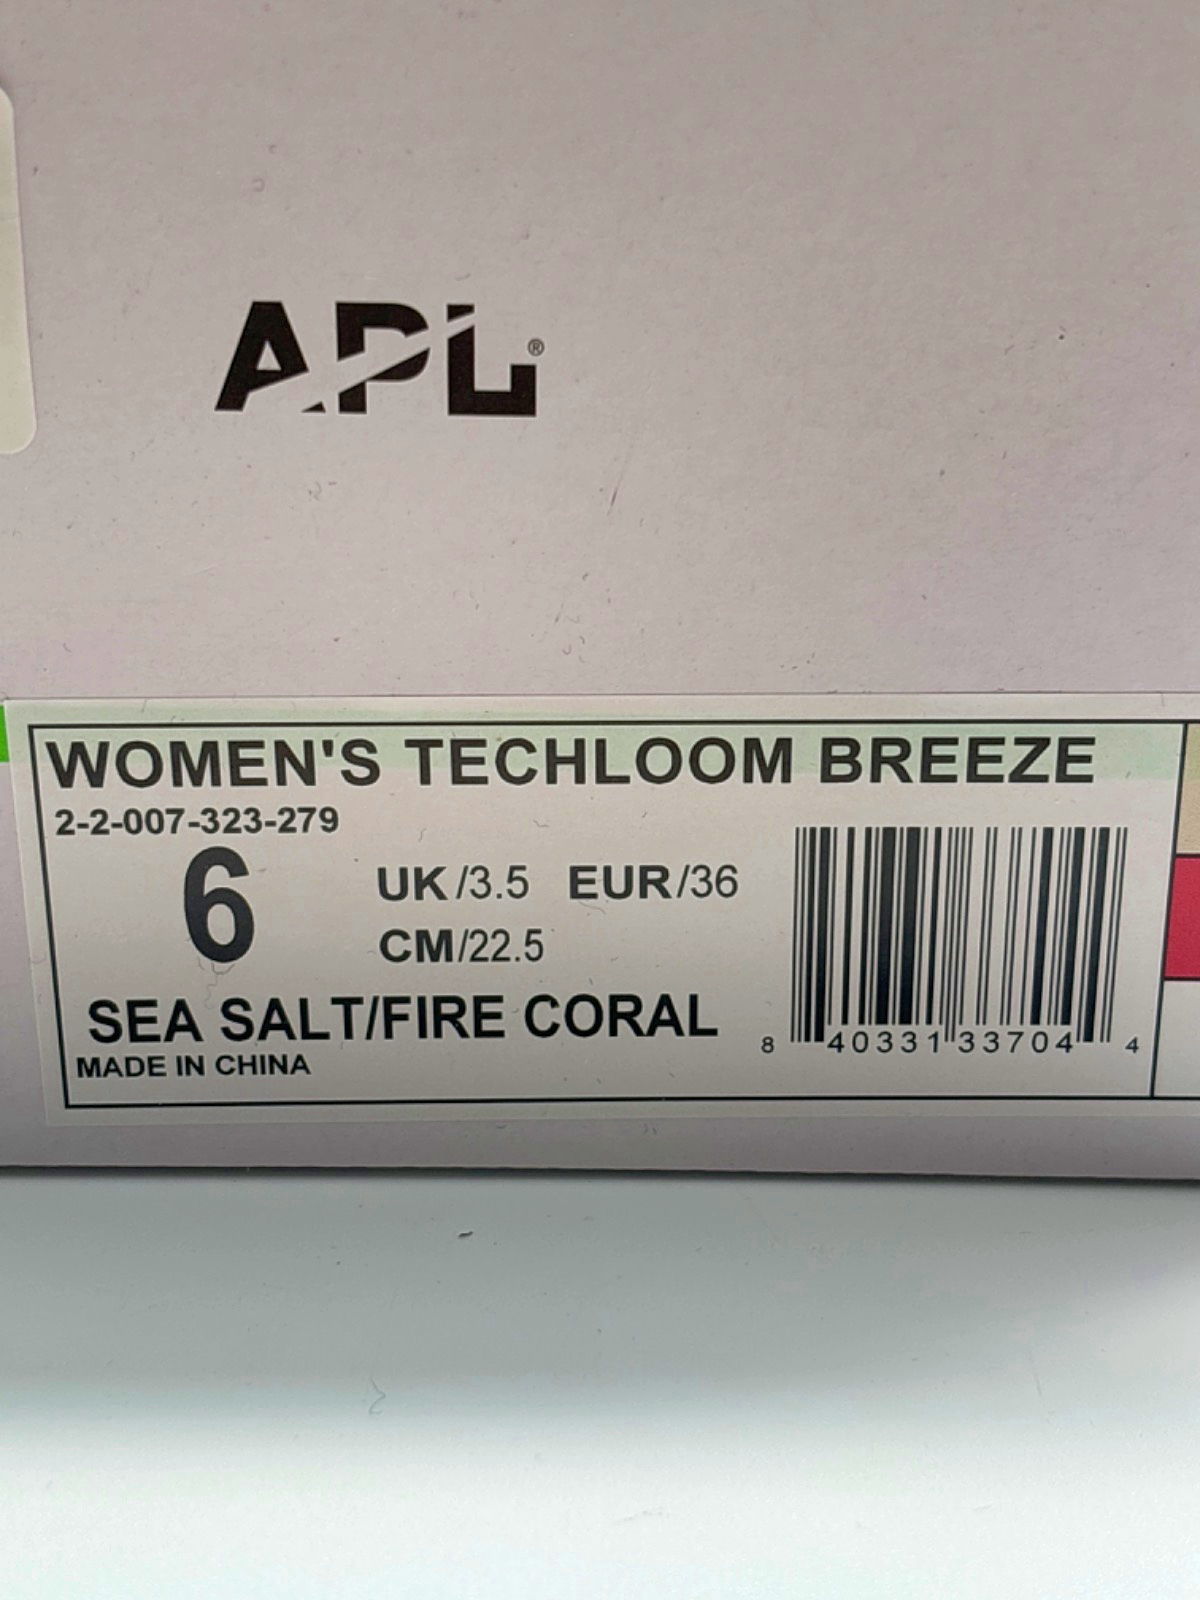 APL®
WOMEN'S TECHLOOM BREEZE
2-2-007-323-279
6
UK/3.5 EUR/36
CM/22.5
SEA SALT/FIRE CORAL
MADE IN CHINA
8 40331 33704 4